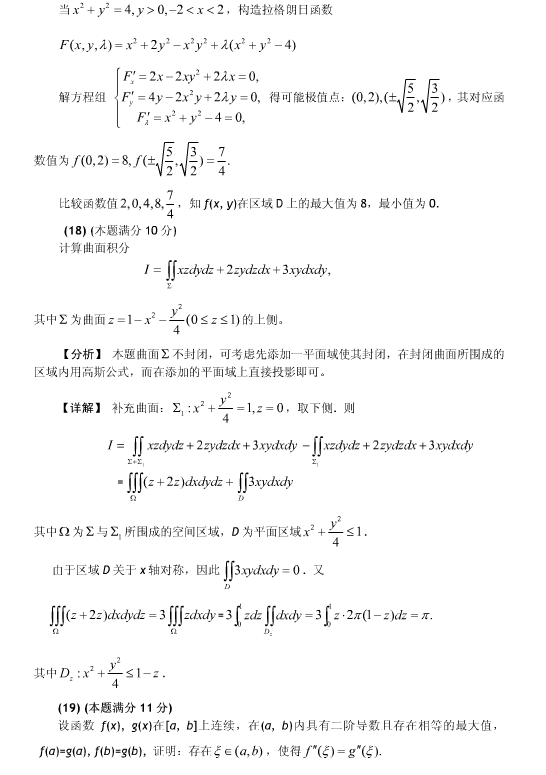 当 x² + y² = 4, y > 0, -2 < x < 2，构造拉格朗日函数
F(x, y, λ) = x² + 2y² - x²y² + λ(x² + y² - 4)
解方程组 { F′ₓ = 2x - 2xy² + 2λx = 0, F′ᵧ = 4y - 2x²y + 2λy = 0, F′_λ = x² + y² - 4 = 0, 得可能极值点：(0, 2), (±√(5/2), √(3/2))，其对应函
数值为 f(0, 2) = 8, f(±√(5/2), √(3/2)) = 7/4.
比较函数值 2, 0, 4, 8, 7/4，知 f(x, y)在区域 D 上的最大值为 8，最小值为 0.
(18) (本题满分 10 分)
计算曲面积分
I = ∬_Σ xzdydz + 2zydzdx + 3xydxdy,
其中 Σ 为曲面 z = 1 - x² - y²/4 (0 ≤ z ≤ 1) 的上侧。
【分析】 本题曲面 Σ 不封闭，可考虑先添加一平面域使其封闭，在封闭曲面所围成的
区域内用高斯公式，而在添加的平面域上直接投影即可。
【详解】 补充曲面：Σ₁ : x² + y²/4 = 1, z = 0，取下侧. 则
I = ∬_{Σ+Σ₁} xzdydz + 2zydzdx + 3xydxdy - ∬_{Σ₁} xzdydz + 2zydzdx + 3xydxdy
= ∭_Ω (z + 2z)dxdydz + ∬_D 3xydxdy
其中 Ω 为 Σ 与 Σ₁ 所围成的空间区域，D 为平面区域 x² + y²/4 ≤ 1.
由于区域 D 关于 x 轴对称，因此 ∬_D 3xydxdy = 0. 又
∭_Ω (z + 2z)dxdydz = 3∭_Ω zdxdy = 3∫₀¹ zdz ∬_{D_z} dxdy = 3∫₀¹ z · 2π(1 - z)dz = π.
其中 D_z : x² + y²/4 ≤ 1 - z.
(19) (本题满分 11 分)
设函数 f(x), g(x)在[a, b]上连续，在(a, b)内具有二阶导数且存在相等的最大值，
f(a)=g(a), f(b)=g(b)，证明：存在 ξ ∈ (a, b)，使得 f″(ξ) = g″(ξ).